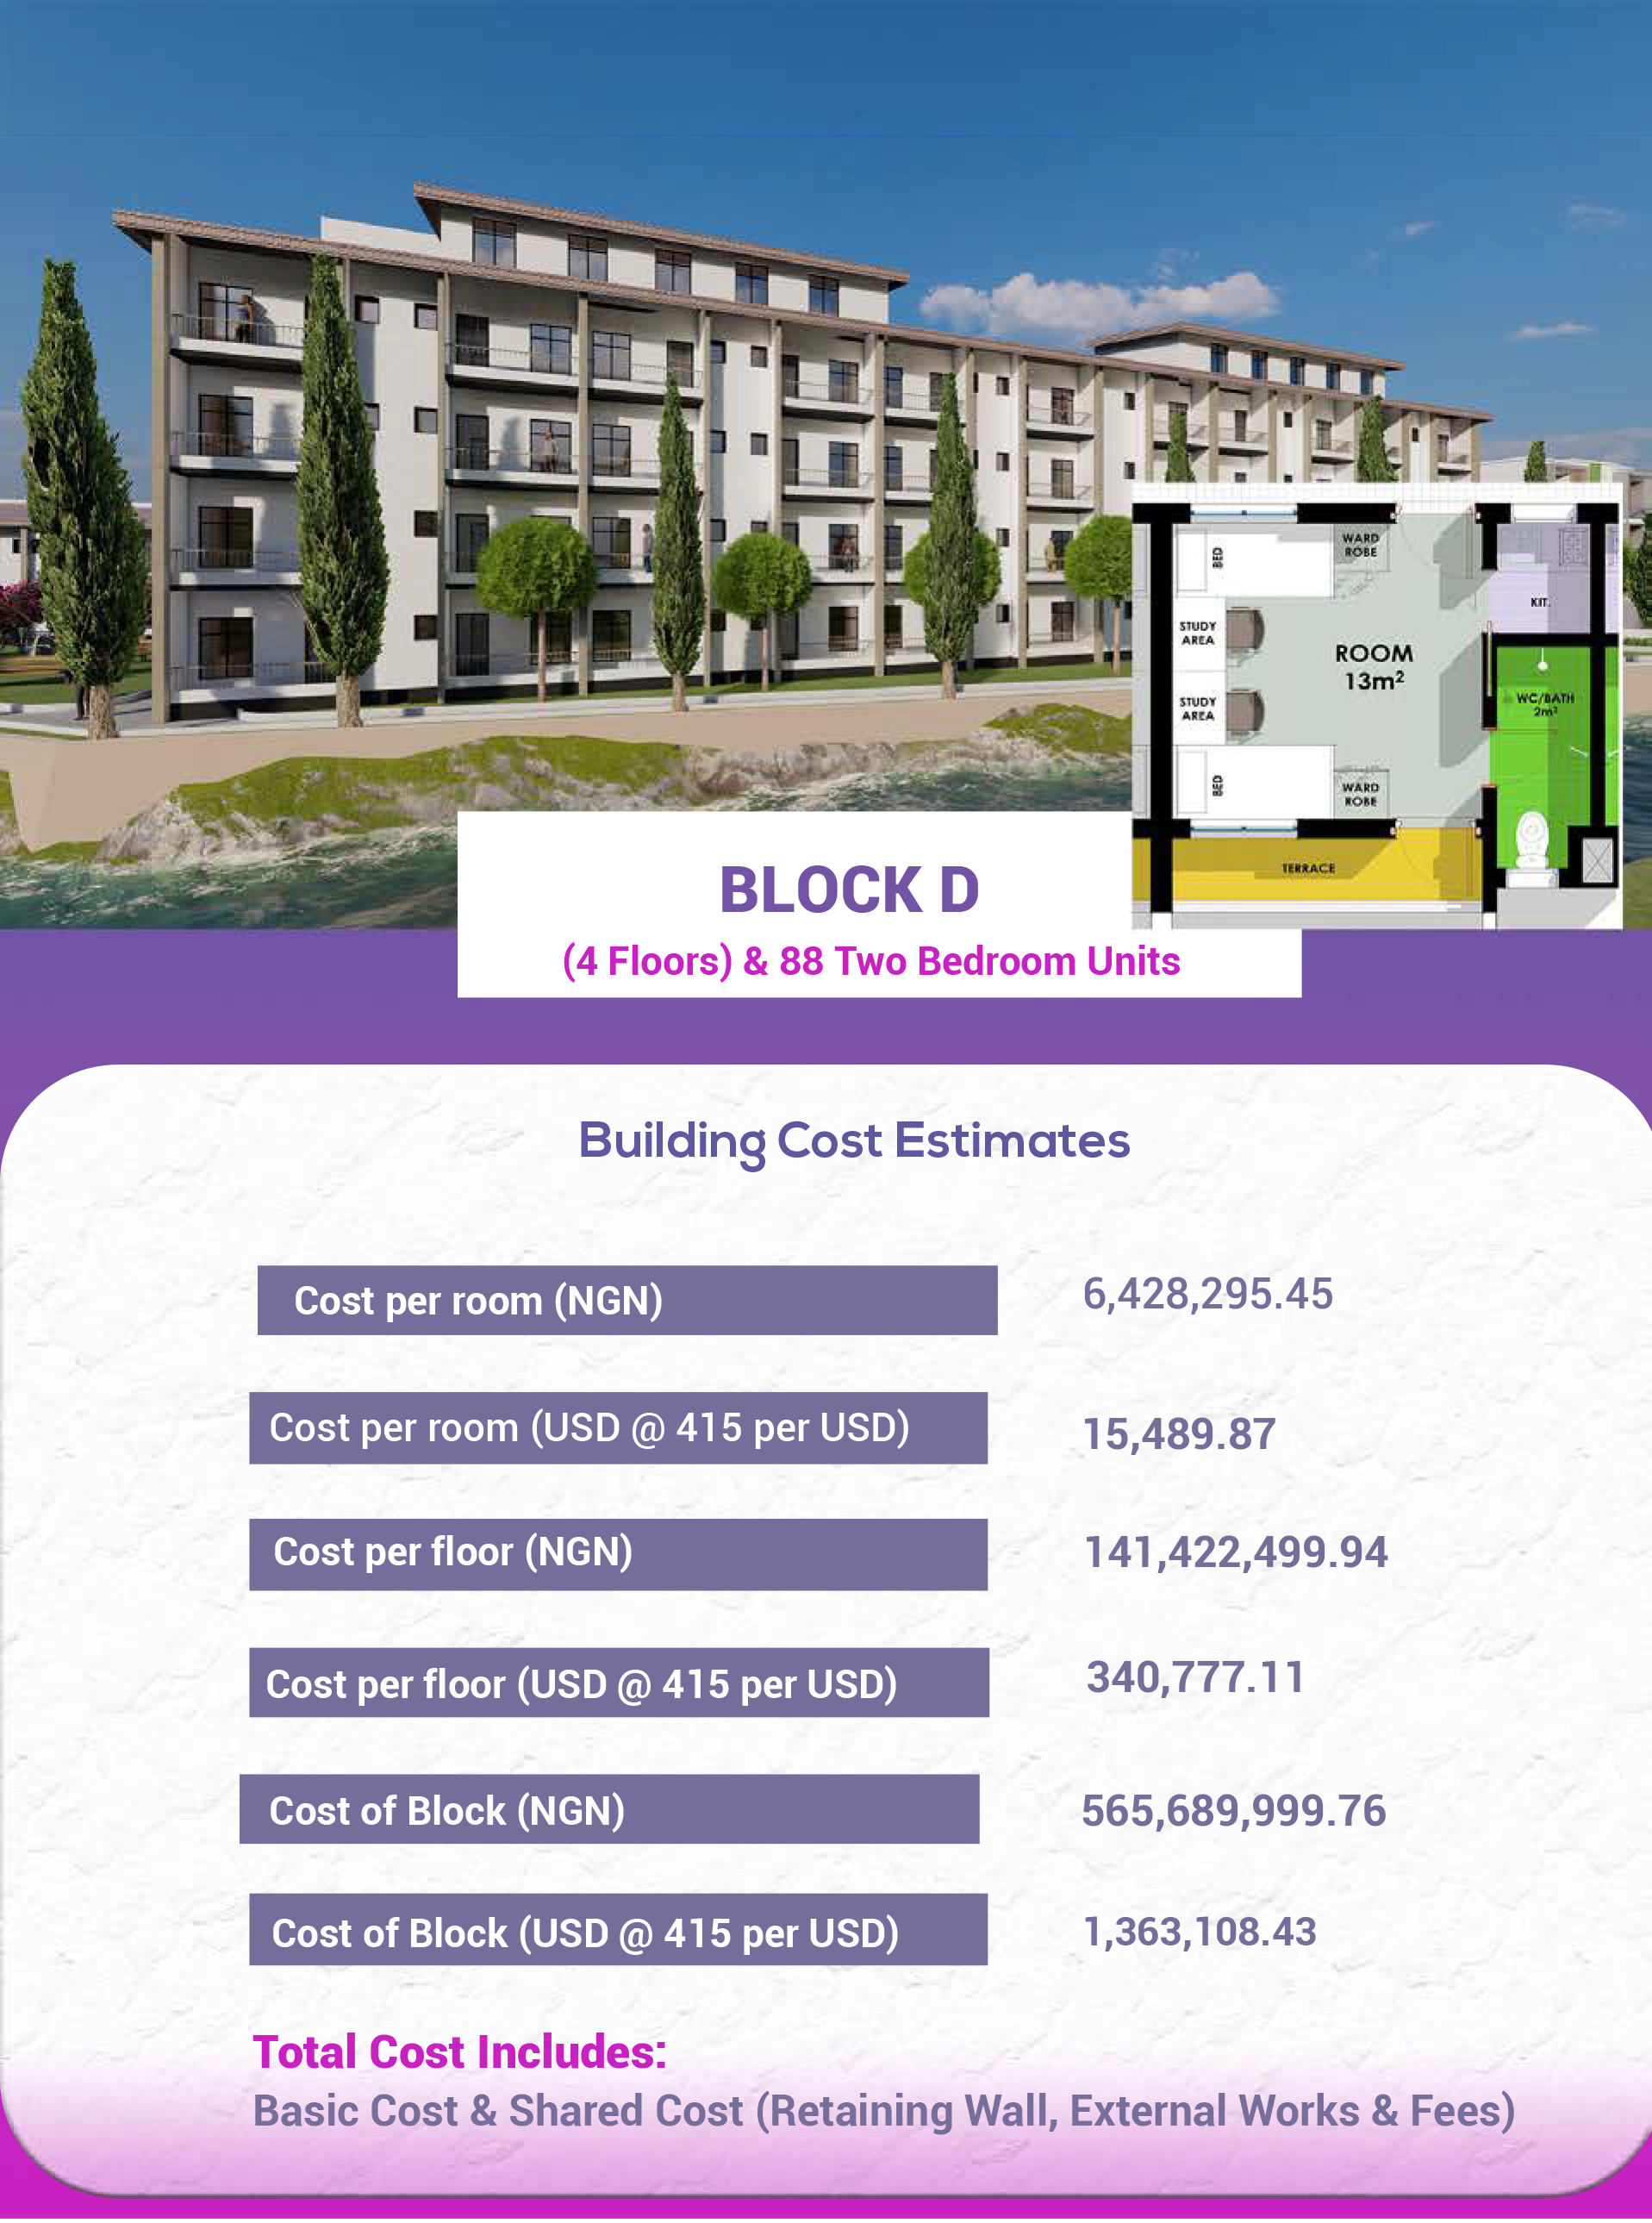 BED
WARD
ROBE
KIT.
STUDY
AREA
ROOM
13m²
STUDY
AREA
WC/BATH
2m²
BED
WARD
ROBE
TERRACE
BLOCK D
(4 Floors) & 88 Two Bedroom Units
Building Cost Estimates
Cost per room (NGN) 6,428,295.45
Cost per room (USD @ 415 per USD) 15,489.87
Cost per floor (NGN) 141,422,499.94
Cost per floor (USD @ 415 per USD) 340,777.11
Cost of Block (NGN) 565,689,999.76
Cost of Block (USD @ 415 per USD) 1,363,108.43
Total Cost Includes:
Basic Cost & Shared Cost (Retaining Wall, External Works & Fees)